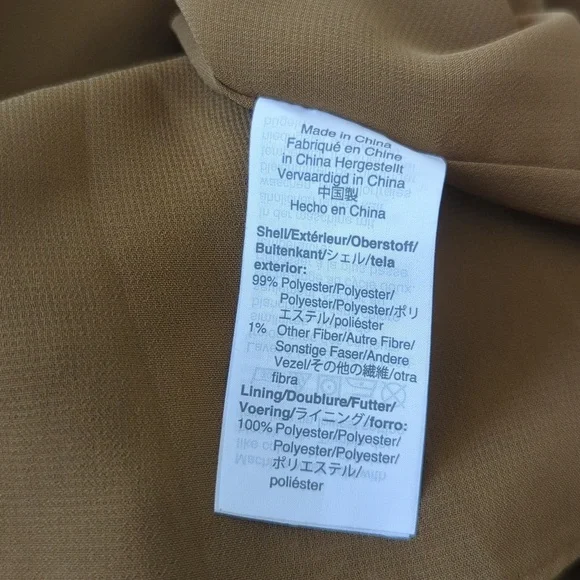 Made in China
Fabriqué en Chine
in China Hergestellt
Vervaardigd in China
中国製
Hecho en China
Shell/Extérieur/Oberstoff/
Buitenkant/シェル/tela
exterior:
99% Polyester/Polyester/
Polyester/Polyester/ポリ
エステル/poliéster
1% Other Fiber/Autre Fibre/
Sonstige Faser/Andere
Vezel/その他の繊維/otra
fibra
Lining/Doublure/Futter/
Voering/ライニング/forro:
100% Polyester/Polyester/
Polyester/Polyester/
ポリエステル/
poliéster